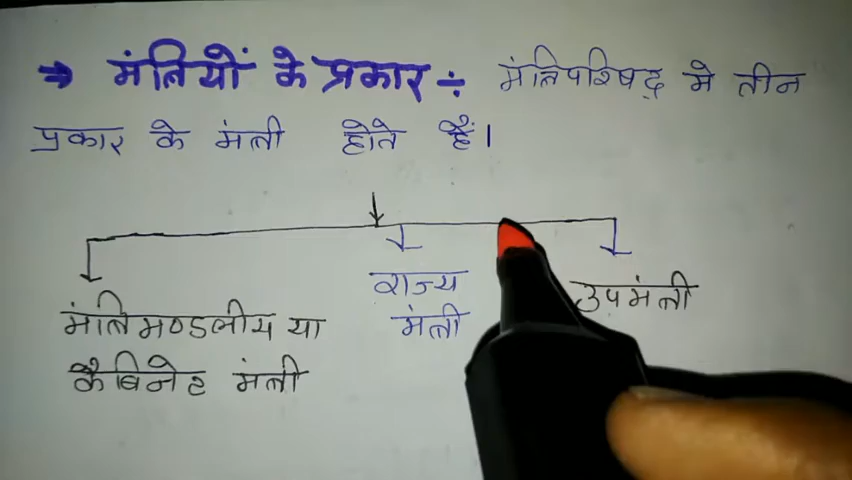 → मंत्रियों के प्रकार ÷ मंत्रिपरिषद् मे तीन
प्रकार के मंत्री होते हैं।
मंत्रिमण्डलीय या
कैबिनेट मंत्री
राज्य
मंत्री
उपमंत्री